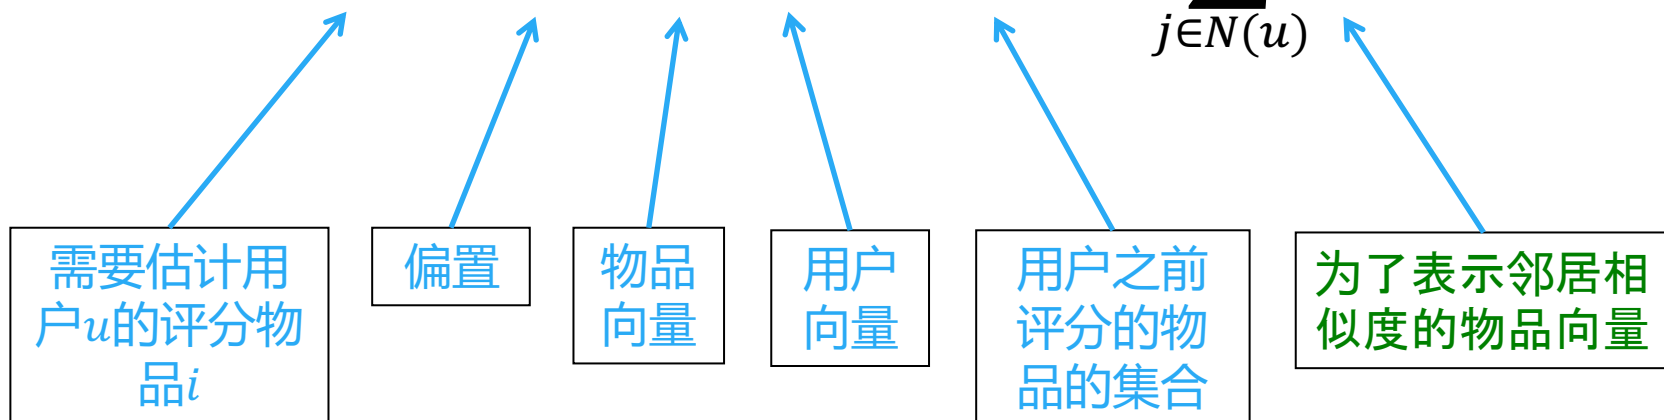 j∈N(u)
需要估计用
户u的评分物
品i
偏置
物品
向量
用户
向量
用户之前
评分的物
品的集合
为了表示邻居相
似度的物品向量